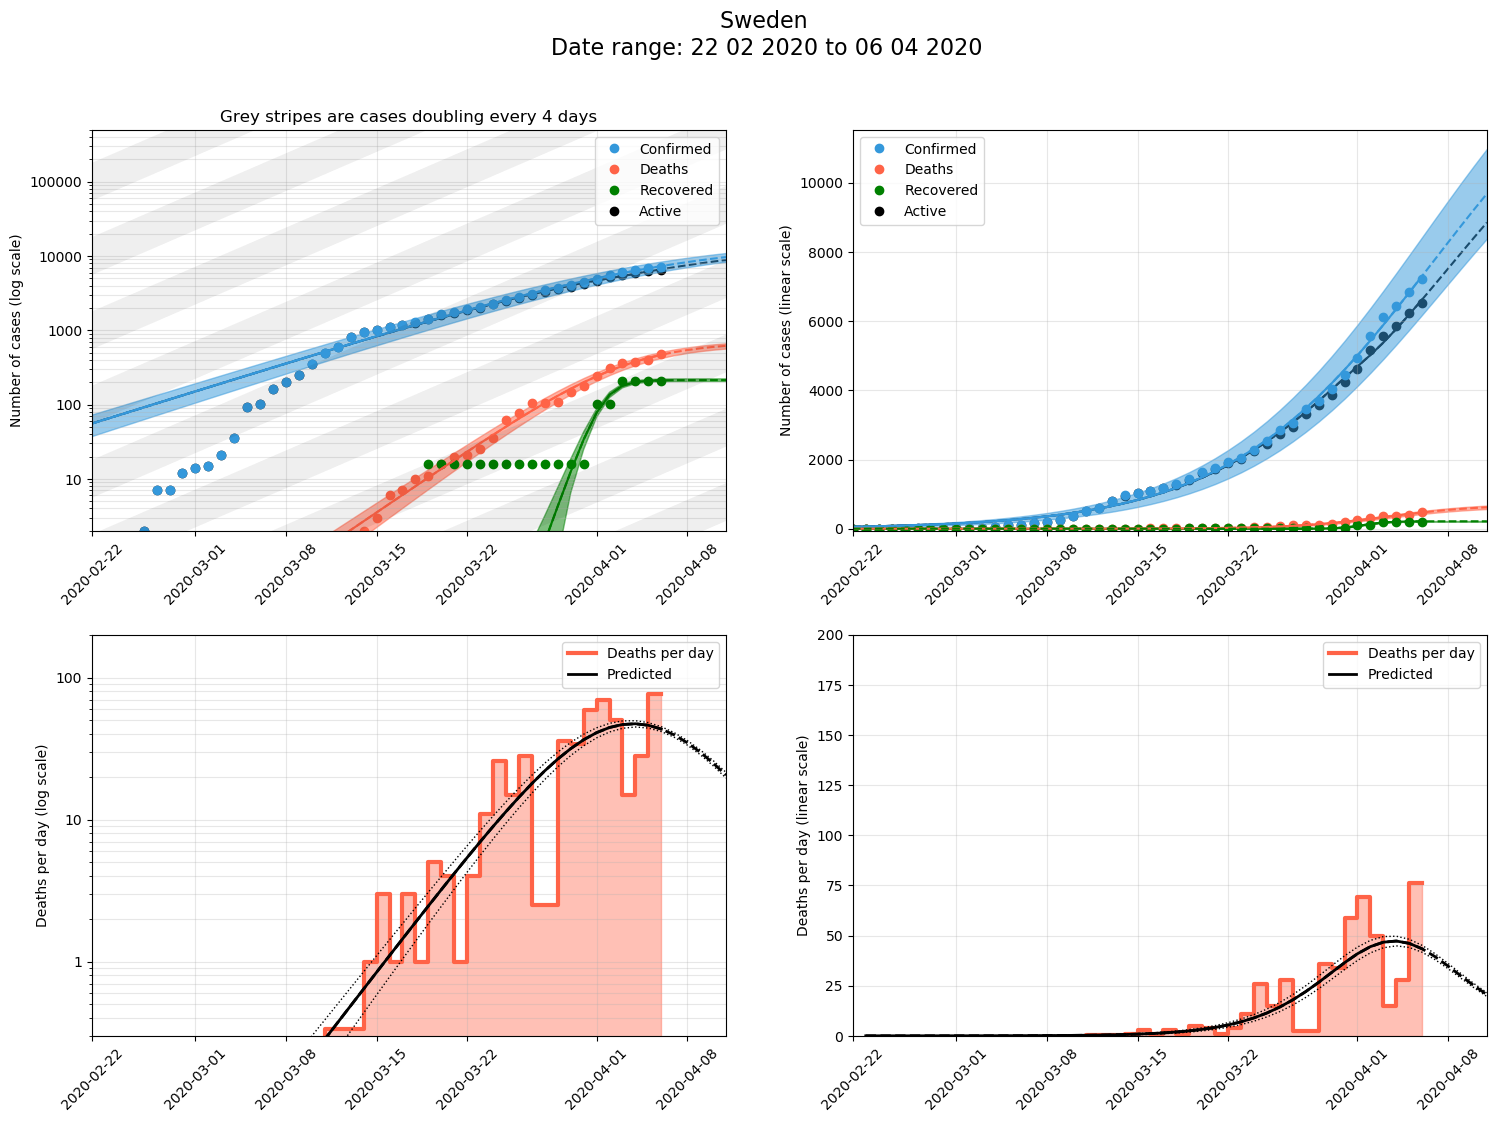 Sweden
Date range: 22 02 2020 to 06 04 2020
Grey stripes are cases doubling every 4 days
Number of cases (log scale)
100000
10000
1000
100
10
Confirmed
Deaths
Recovered
Active
2020-02-22
2020-03-01
2020-03-08
2020-03-15
2020-03-22
2020-04-01
2020-04-08
Number of cases (linear scale)
10000
8000
6000
4000
2000
0
Confirmed
Deaths
Recovered
Active
2020-02-22
2020-03-01
2020-03-08
2020-03-15
2020-03-22
2020-04-01
2020-04-08
Deaths per day (log scale)
100
10
1
Deaths per day
Predicted
2020-02-22
2020-03-01
2020-03-08
2020-03-15
2020-03-22
2020-04-01
2020-04-08
Deaths per day (linear scale)
200
175
150
125
100
75
50
25
0
Deaths per day
Predicted
2020-02-22
2020-03-01
2020-03-08
2020-03-15
2020-03-22
2020-04-01
2020-04-08